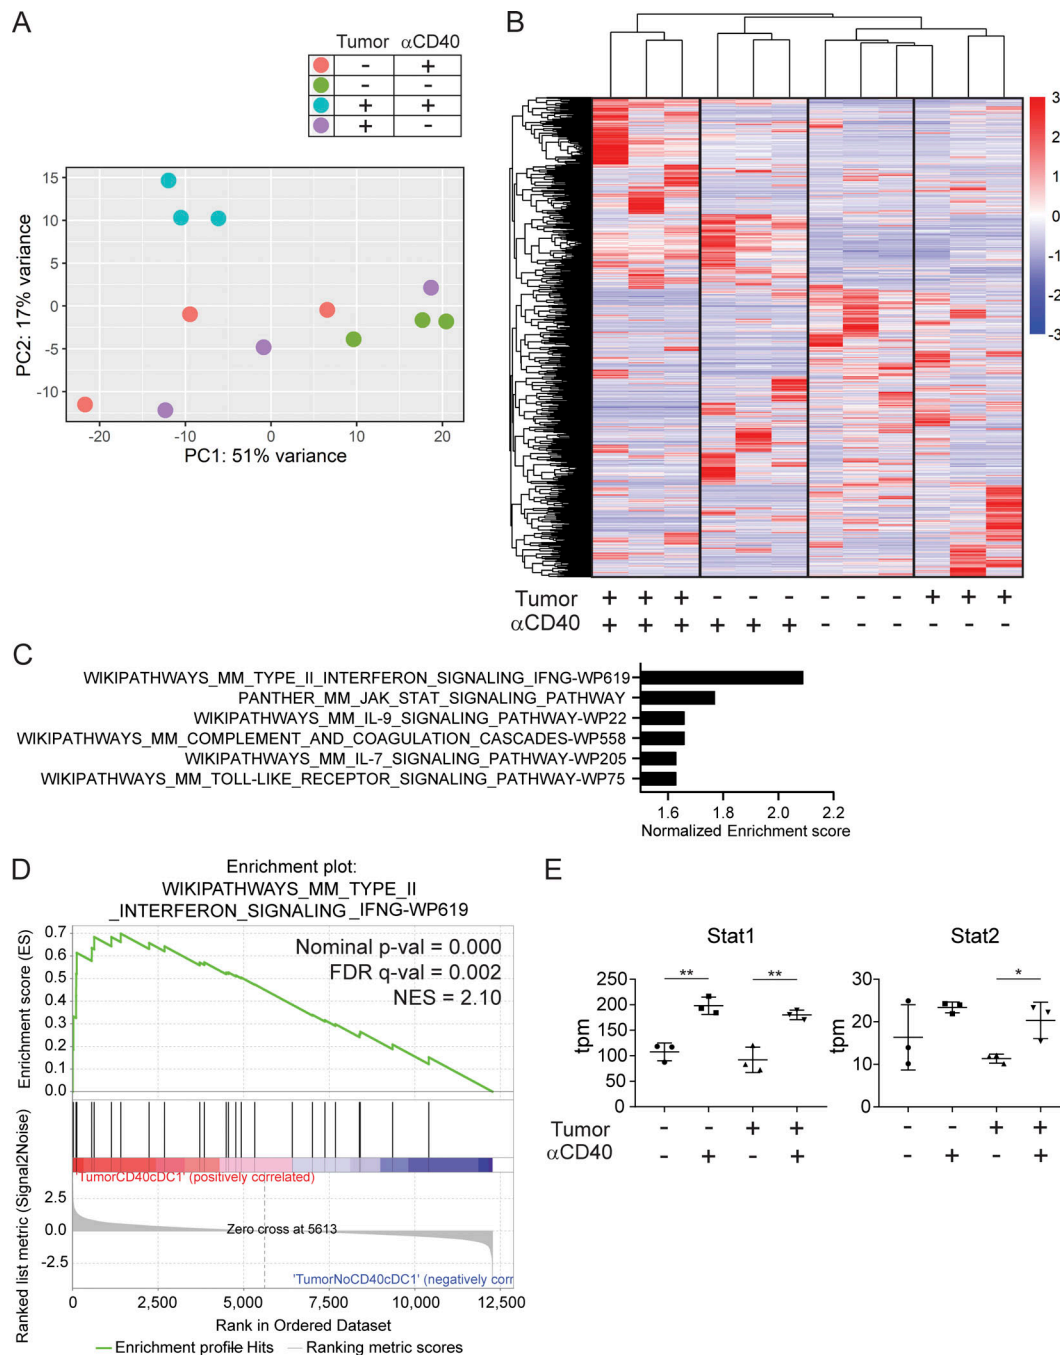 A
Tumor αCD40
- +
- -
+ +
+ -
15
10
5
0
-5
-10
PC2: 17% variance
-20 -10 0 10 20
PC1: 51% variance
B
3
2
1
0
-1
-2
-3
Tumor + + + - - - - - - + + +
αCD40 + + + + + + - - - - - -
C
WIKIPATHWAYS_MM_TYPE_II_INTERFERON_SIGNALING_IFNG-WP619
PANTHER_MM_JAK_STAT_SIGNALING_PATHWAY
WIKIPATHWAYS_MM_IL-9_SIGNALING_PATHWAY-WP22
WIKIPATHWAYS_MM_COMPLEMENT_AND_COAGULATION_CASCADES-WP558
WIKIPATHWAYS_MM_IL-7_SIGNALING_PATHWAY-WP205
WIKIPATHWAYS_MM_TOLL-LIKE_RECEPTOR_SIGNALING_PATHWAY-WP75
1.6 1.8 2.0 2.2
Normalized Enrichment score
D
Enrichment plot:
WIKIPATHWAYS_MM_TYPE_II
_INTERFERON_SIGNALING_IFNG-WP619
Nominal p-val = 0.000
FDR q-val = 0.002
NES = 2.10
0.7
0.6
0.5
0.4
0.3
0.2
0.1
0.0
Enrichment score (ES)
'TumorCD40cDC1' (positively correlated)
2.5
0.0
-2.5
Zero cross at 5613
'TumorNoCD40cDC1' (negatively corr
Ranked list metric (Signal2Noise)
0 2,500 5,000 7,500 10,000 12,500
Rank in Ordered Dataset
Enrichment profile Hits Ranking metric scores
E
Stat1
250
200
150
100
50
0
tpm
** **
Tumor - - + +
αCD40 - + - +
Stat2
30
20
10
0
tpm
*
- - + +
- + - +